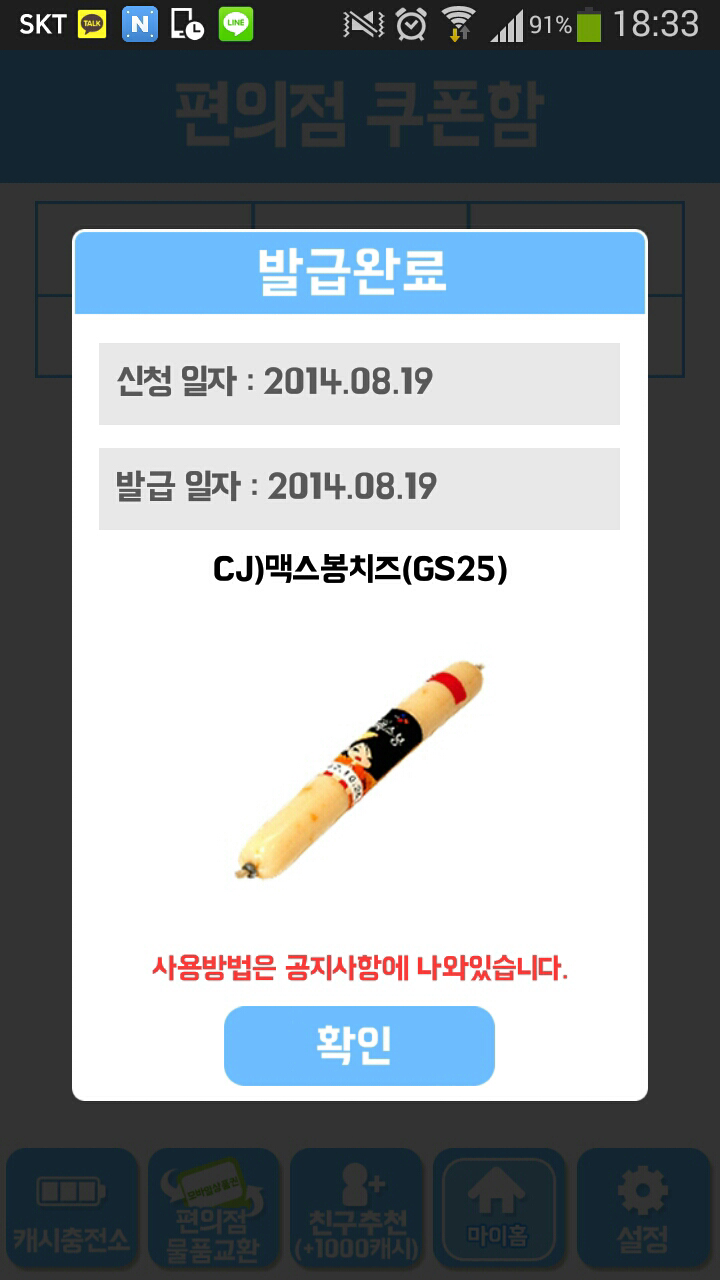 SKT TALK N LINE 91% 18:33
편의점 쿠폰함
발급완료
신청 일자 : 2014.08.19
발급 일자 : 2014.08.19
CJ)맥스봉치즈(GS25)
사용방법은 공지사항에 나와있습니다.
확인
캐시충전소
편의점
물품교환
친구추천
(+1000캐시)
마이홈
설정